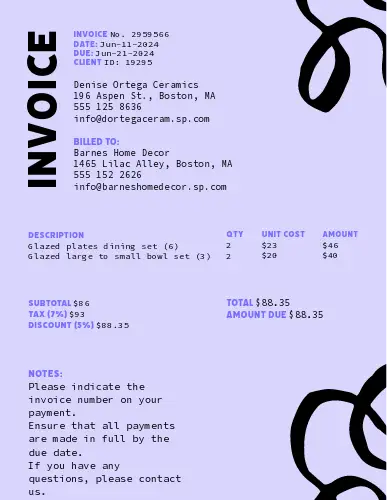 INVOICE
INVOICE No. 2959566
DATE: Jun-11-2024
DUE: Jun-21-2024
CLIENT ID: 19295
Denise Ortega Ceramics
196 Aspen St., Boston, MA
555 125 8636
info@dortegaceram.sp.com
BILLED TO:
Barnes Home Decor
1465 Lilac Alley, Boston, MA
555 152 2626
info@barneshomedecor.sp.com
DESCRIPTION QTY UNIT COST AMOUNT
Glazed plates dining set (6) 2 $23 $46
Glazed large to small bowl set (3) 2 $20 $40
SUBTOTAL $86
TAX (7%) $93
DISCOUNT (5%) $88.35
TOTAL $88.35
AMOUNT DUE $88.35
NOTES:
Please indicate the
invoice number on your
payment.
Ensure that all payments
are made in full by the
due date.
If you have any
questions, please contact
us.